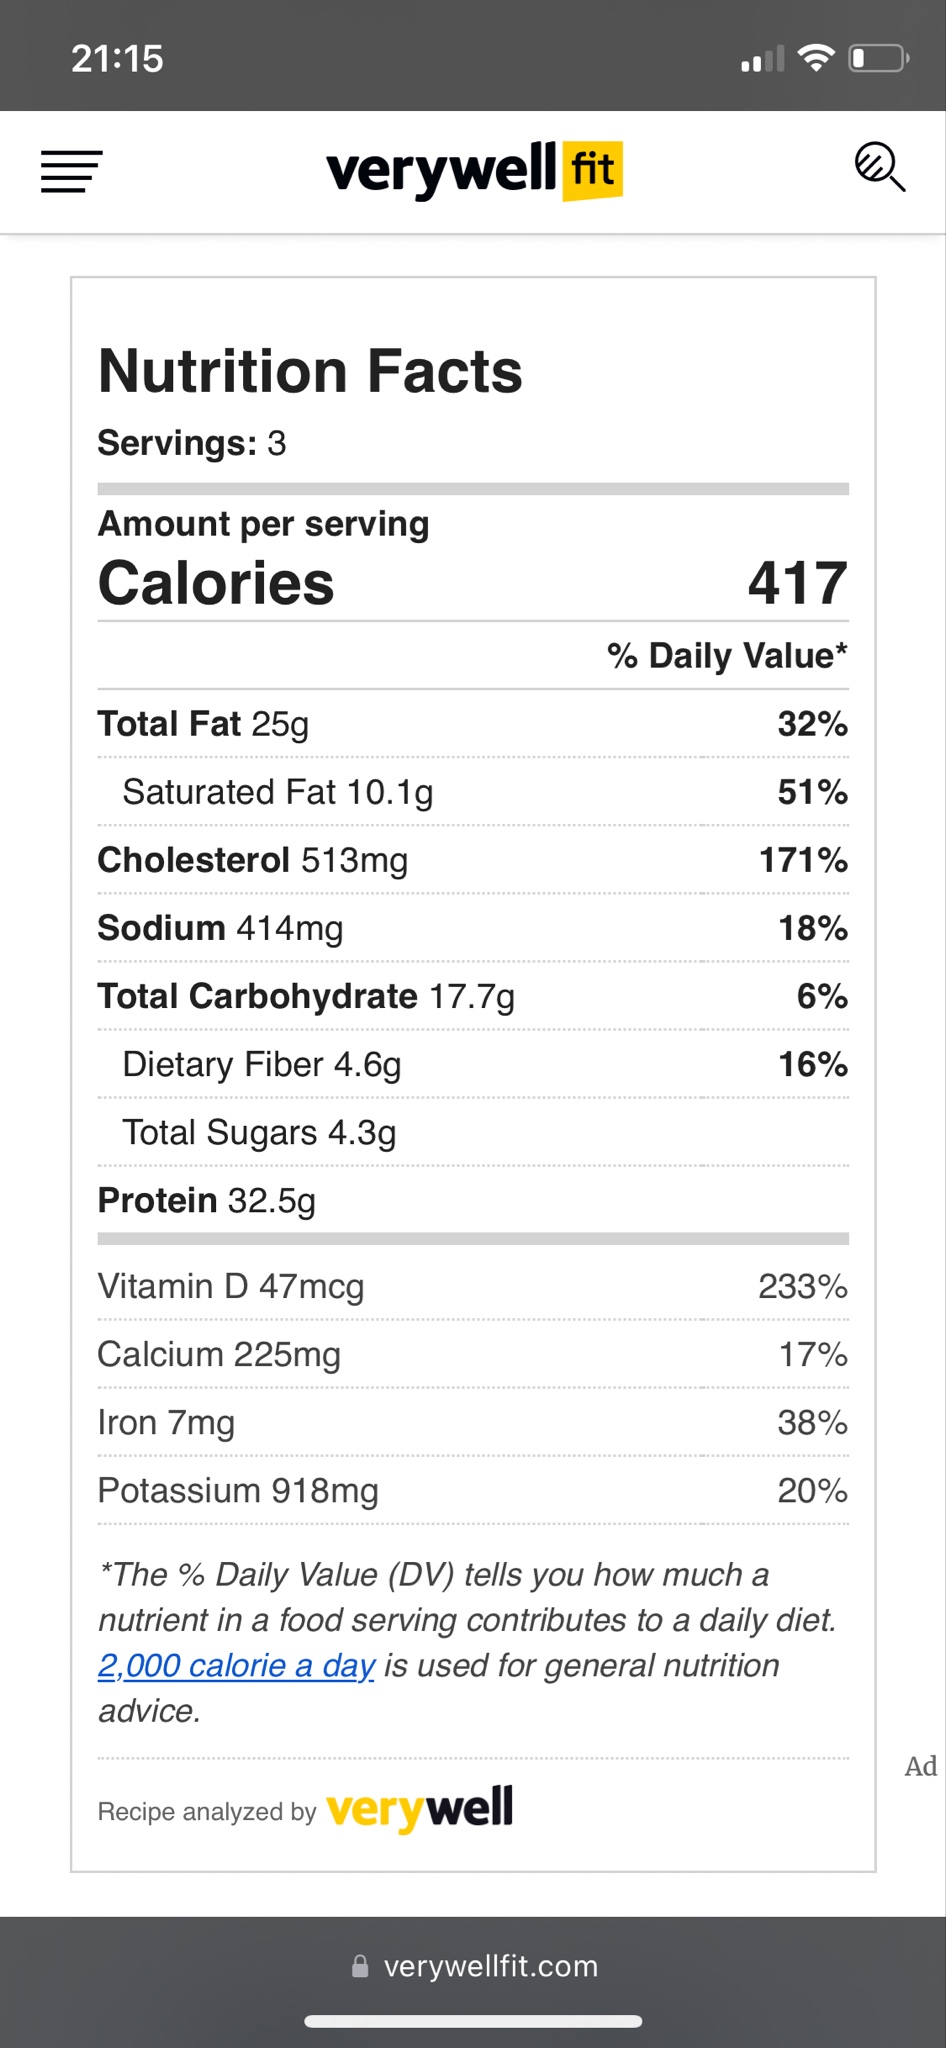 21:15
verywell fit
Nutrition Facts
Servings: 3
Amount per serving
Calories 417
% Daily Value*
Total Fat 25g 32%
Saturated Fat 10.1g 51%
Cholesterol 513mg 171%
Sodium 414mg 18%
Total Carbohydrate 17.7g 6%
Dietary Fiber 4.6g 16%
Total Sugars 4.3g
Protein 32.5g
Vitamin D 47mcg 233%
Calcium 225mg 17%
Iron 7mg 38%
Potassium 918mg 20%
*The % Daily Value (DV) tells you how much a
nutrient in a food serving contributes to a daily diet.
2,000 calorie a day is used for general nutrition
advice.
Ad
Recipe analyzed by verywell
verywellfit.com